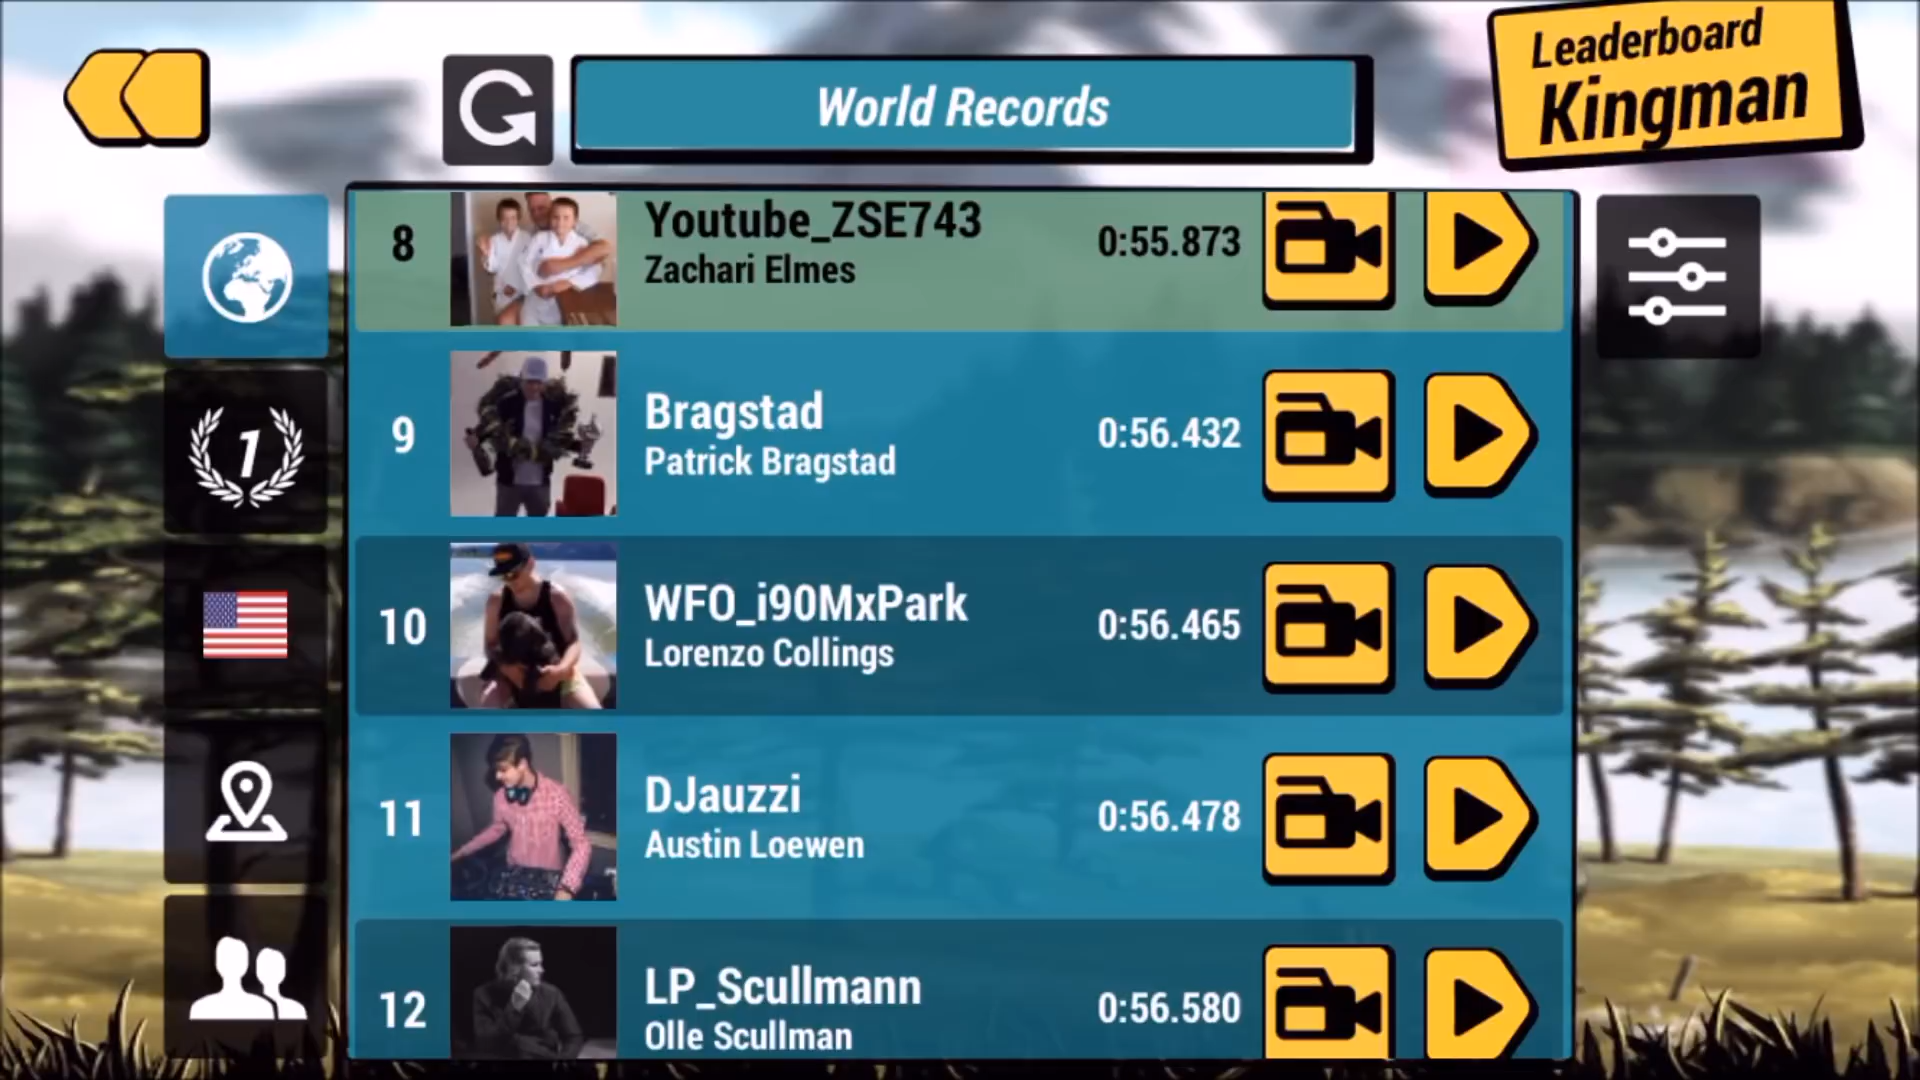 World Records
Leaderboard
Kingman
8
Youtube_ZSE743
Zachari Elmes
0:55.873
1
9
Bragstad
Patrick Bragstad
0:56.432
10
WFO_i90MxPark
Lorenzo Collings
0:56.465
11
DJauzzi
Austin Loewen
0:56.478
12
LP_Scullmann
Olle Scullman
0:56.580